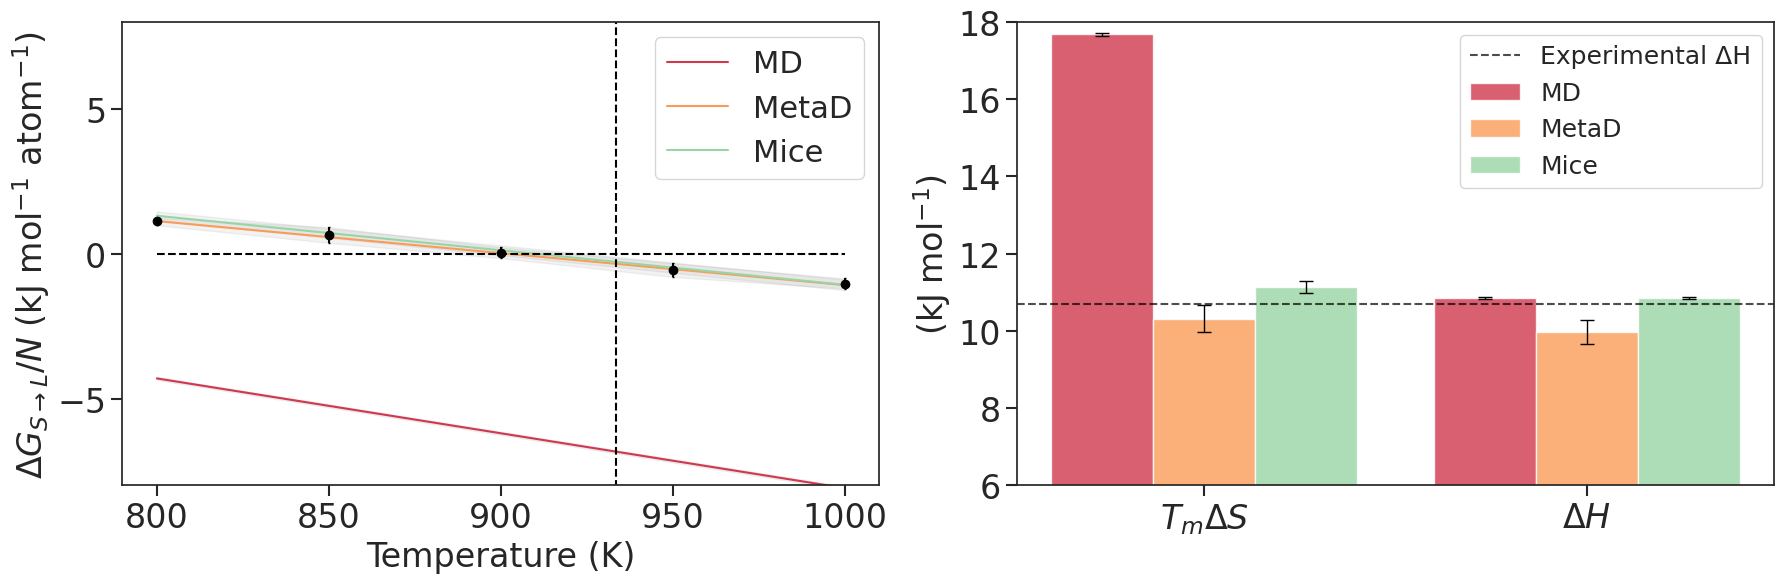 ΔG_{S→L}/N (kJ mol⁻¹ atom⁻¹)
5
0
−5
MD
MetaD
Mice
800 850 900 950 1000
Temperature (K)
(kJ mol⁻¹)
18
16
14
12
10
8
6
Experimental ΔH
MD
MetaD
Mice
T_mΔS ΔH